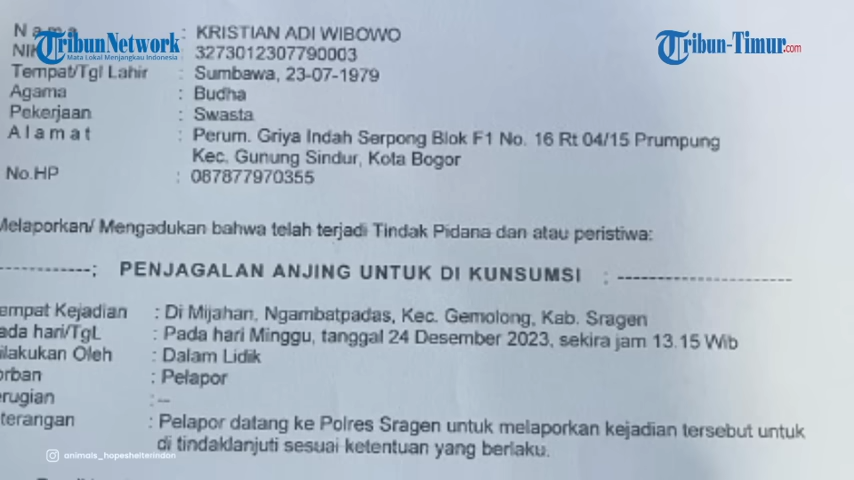 Nama : KRISTIAN ADI WIBOWO
NIK : 3273012307790003
TribunNetwork
Mata Lokal Menjangkau Indonesia
Tribun-Timur.com
Tempat/Tgl Lahir : Sumbawa, 23-07-1979
Agama : Budha
Pekerjaan : Swasta
Alamat : Perum. Griya Indah Serpong Blok F1 No. 16 Rt 04/15 Prumpung
Kec. Gunung Sindur, Kota Bogor
No.HP : 087877970355
Melaporkan/ Mengadukan bahwa telah terjadi Tindak Pidana dan atau peristiwa:
------------; PENJAGALAN ANJING UNTUK DI KUNSUMSI ; ----------------------
empat Kejadian : Di Mijahan, Ngambatpadas, Kec. Gemolong, Kab. Sragen
ada hari/TgL : Pada hari Minggu, tanggal 24 Desember 2023, sekira jam 13.15 Wib
ilakukan Oleh : Dalam Lidik
orban : Pelapor
erugian : --
eterangan : Pelapor datang ke Polres Sragen untuk melaporkan kejadian tersebut untuk
di tindaklanjuti sesuai ketentuan yang berlaku.
animals_hopeshelterindon